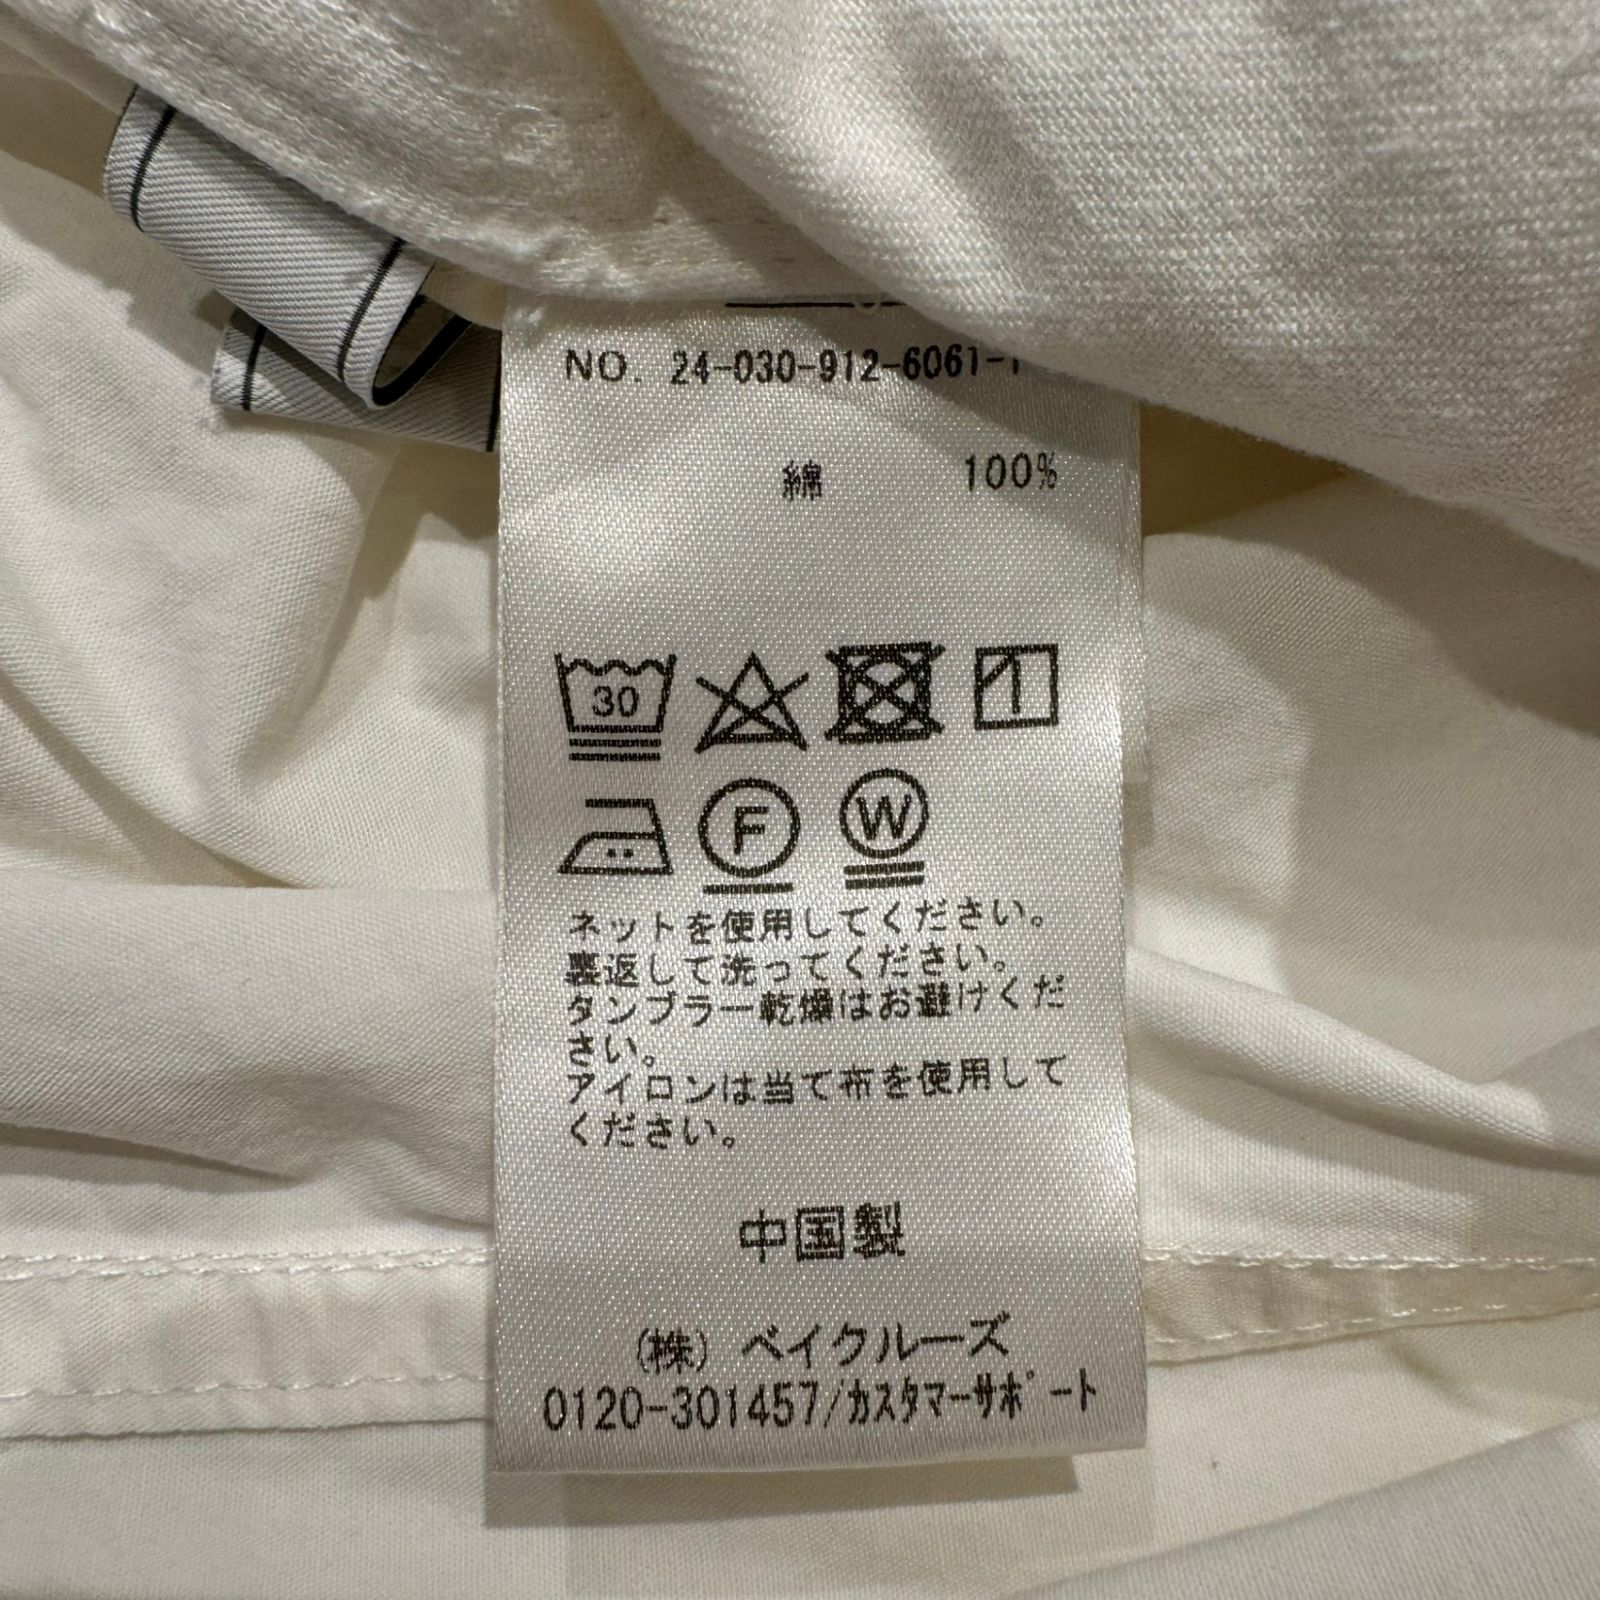 NO. 24-030-912-6061-1
綿 100%
30
F W
ネットを使用してください。
裏返して洗ってください。
タンブラー乾燥はお避けくだ
さい。
アイロンは当て布を使用して
ください。
中国製
(株) ベイクルーズ
0120-301457/カスタマーサポート